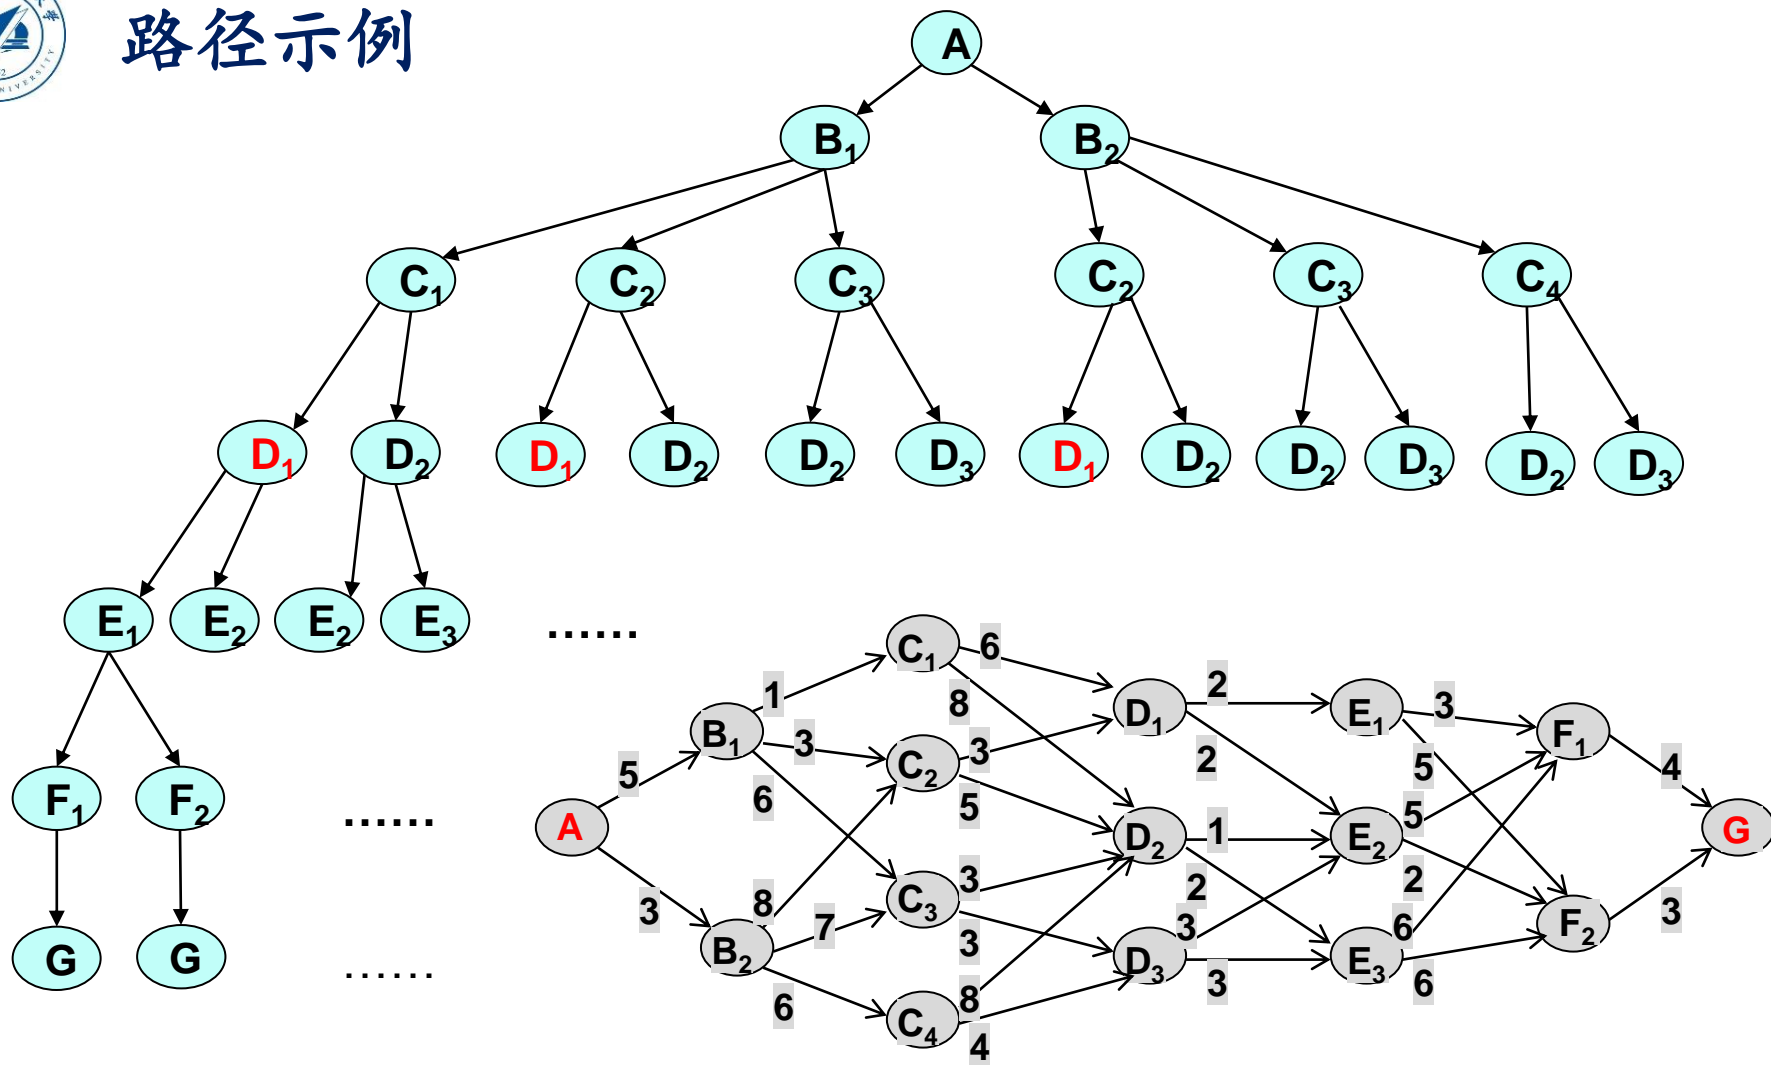 路径示例
A
B1 B2
C1 C2 C3 C2 C3 C4
D1 D2 D1 D2 D2 D3 D1 D2 D2 D3 D2 D3
E1 E2 E2 E3 ······
F1 F2 ······
G G ······
A
5 3
B1 B2
1 3 6 8 7 6
C1 C2 C3 C4
6 8 3 5 3 3 8 4
D1 D2 D3
2 2 1 2 3 3
E1 E2 E3
3 5 5 2 6 6
F1 F2
4 3
G